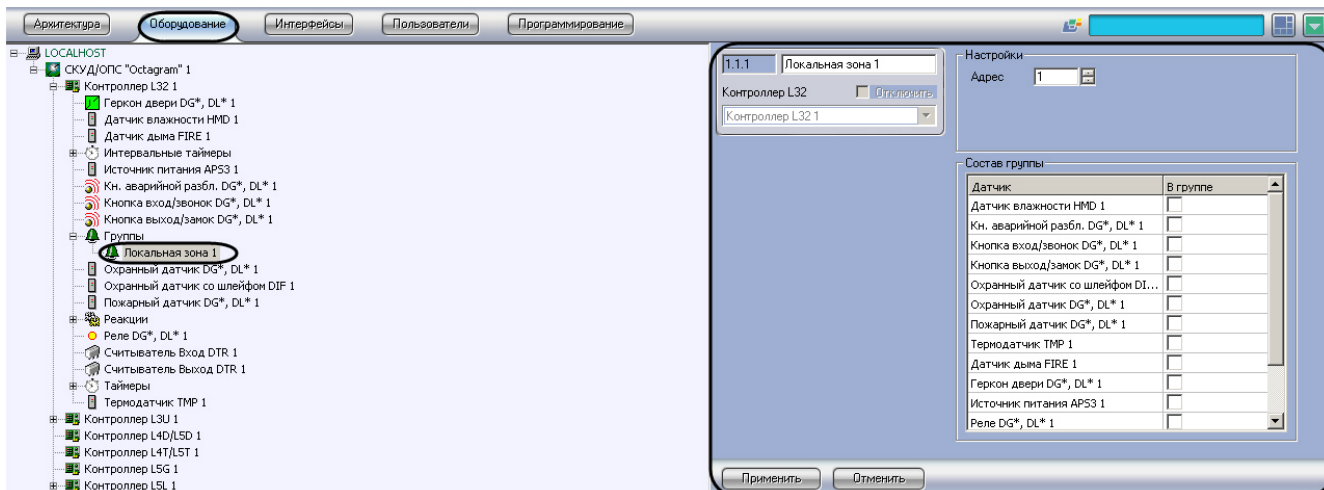 Архитектура Оборудование Интерфейсы Пользователи Программирование
LOCALHOST
СКУД/ОПС "Octagram" 1
Контроллер L32 1
Геркон двери DG*, DL* 1
Датчик влажности HMD 1
Датчик дыма FIRE 1
Интервальные таймеры
Источник питания APS3 1
Кн. аварийной разбл. DG*, DL* 1
Кнопка вход/звонок DG*, DL* 1
Кнопка выход/замок DG*, DL* 1
Группы
Локальная зона 1
Охранный датчик DG*, DL* 1
Охранный датчик со шлейфом DIF 1
Пожарный датчик DG*, DL* 1
Реакции
Реле DG*, DL* 1
Считыватель Вход DTR 1
Считыватель Выход DTR 1
Таймеры
Термодатчик TMP 1
Контроллер L3U 1
Контроллер L4D/L5D 1
Контроллер L4T/L5T 1
Контроллер L5G 1
Контроллер L5L 1
1.1.1 Локальная зона 1
Контроллер L32 Отключить
Контроллер L32 1
Настройки
Адрес 1
Состав группы
Датчик В группе
Датчик влажности HMD 1
Кн. аварийной разбл. DG*, DL* 1
Кнопка вход/звонок DG*, DL* 1
Кнопка выход/замок DG*, DL* 1
Охранный датчик со шлейфом DI...
Охранный датчик DG*, DL* 1
Пожарный датчик DG*, DL* 1
Термодатчик TMP 1
Датчик дыма FIRE 1
Геркон двери DG*, DL* 1
Источник питания APS3 1
Реле DG*, DL* 1
Применить Отменить